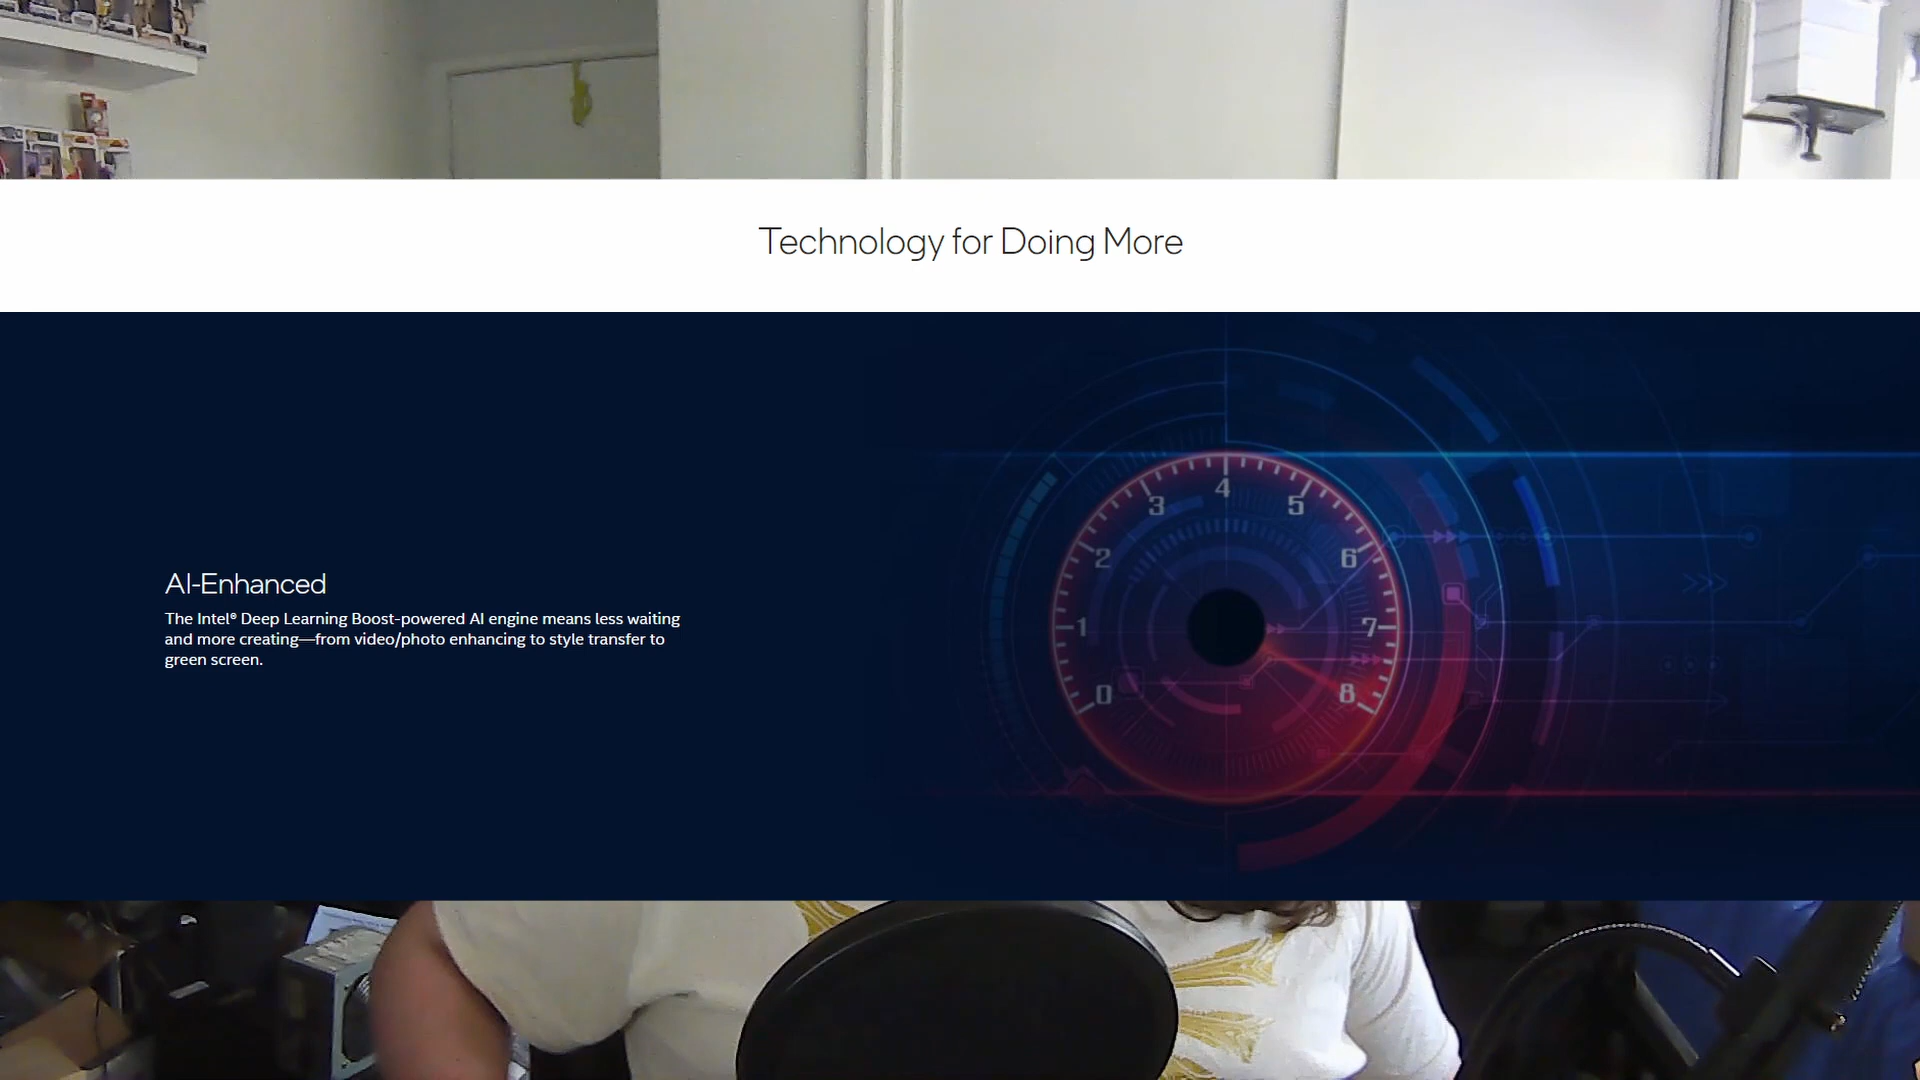 Technology for Doing More
4
3
5
2
6
1
7
0
8
AI-Enhanced
The Intel® Deep Learning Boost-powered AI engine means less waiting
and more creating—from video/photo enhancing to style transfer to
green screen.